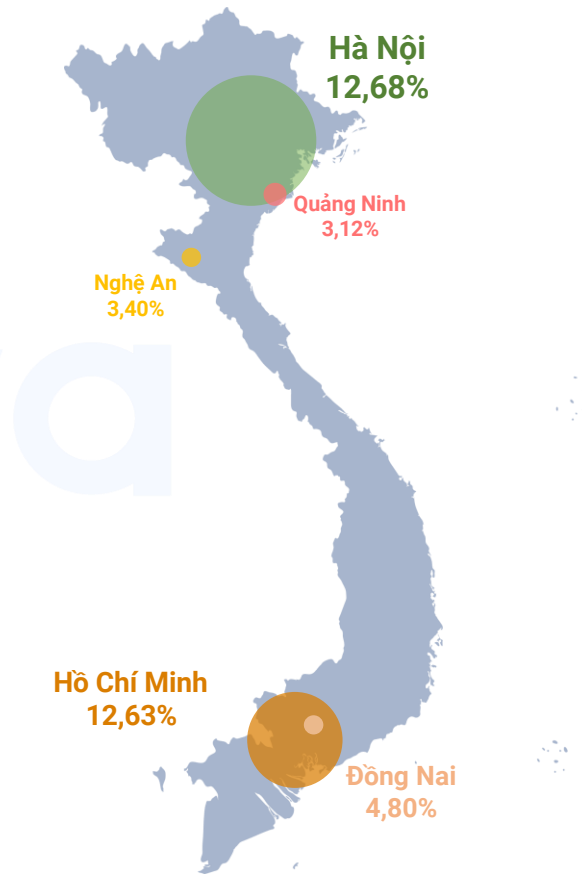 Hà Nội
12,68%
Quảng Ninh
3,12%
Nghệ An
3,40%
Hồ Chí Minh
12,63%
Đồng Nai
4,80%